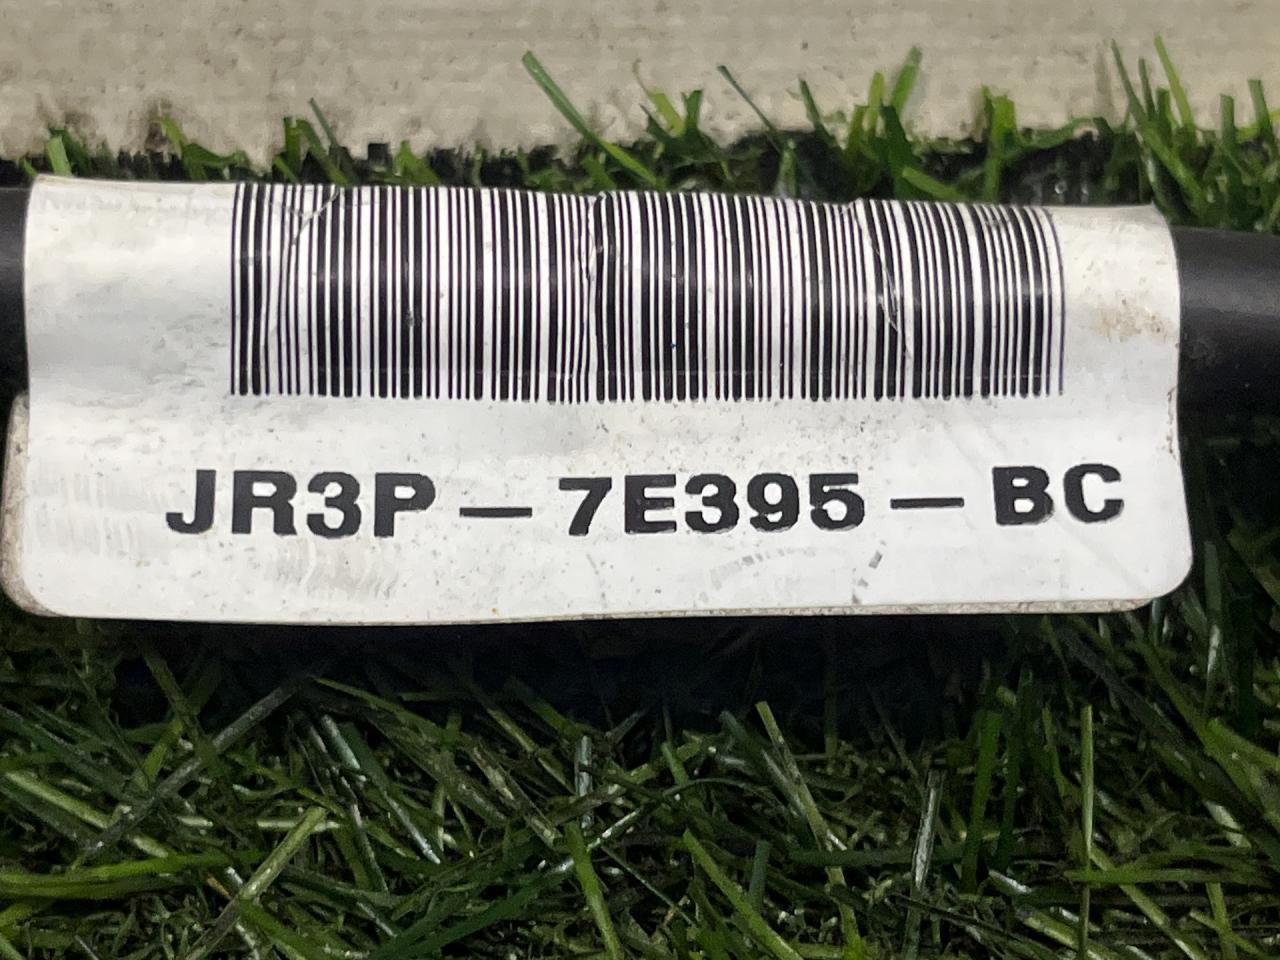 JR3P — 7E395 — BC